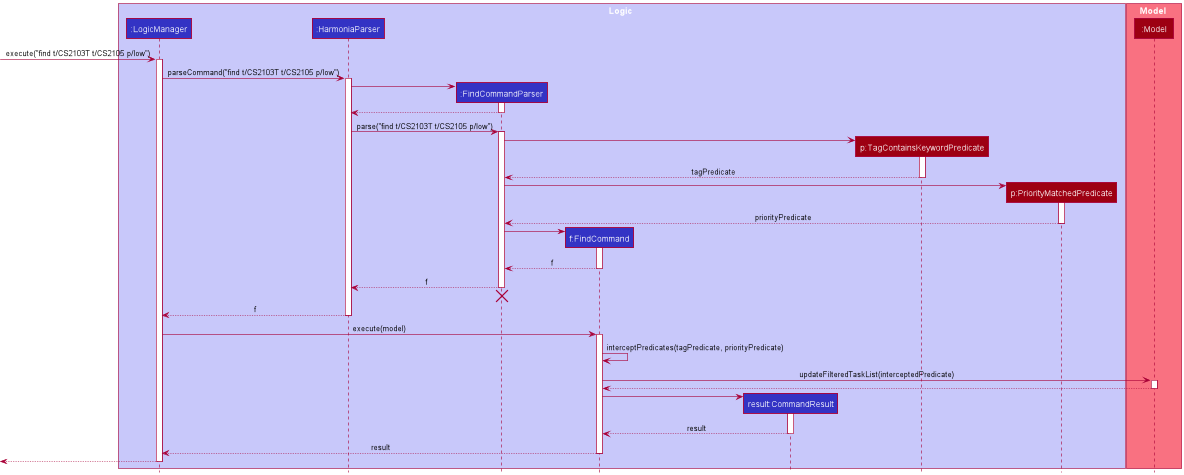 Logic
Model
:LogicManager
:HarmoniaParser
:Model
execute("find t/CS2103T t/CS2105 p/low")
parseCommand("find t/CS2103T t/CS2105 p/low")
:FindCommandParser
parse("find t/CS2103T t/CS2105 p/low")
p:TagContainsKeywordPredicate
tagPredicate
p:PriorityMatchedPredicate
priorityPredicate
f:FindCommand
f
f
f
execute(model)
interceptPredicates(tagPredicate, priorityPredicate)
updateFilteredTaskList(interceptedPredicate)
result:CommandResult
result
result